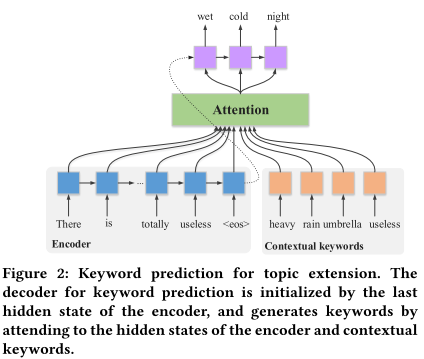 wet cold night
Attention
...
There is totally useless <eos> heavy rain umbrella useless
Encoder Contextual keywords
Figure 2: Keyword prediction for topic extension. The
decoder for keyword prediction is initialized by the last
hidden state of the encoder, and generates keywords by
attending to the hidden states of the encoder and contextual
keywords.